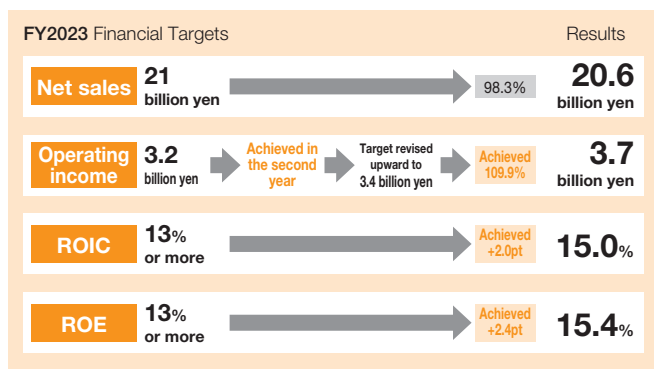 FY2023 Financial Targets
Results
Net sales
21
billion yen
98.3%
20.6
billion yen
Operating
income
3.2
billion yen
Achieved in
the second
year
Target revised
upward to
3.4 billion yen
Achieved
109.9%
3.7
billion yen
ROIC
13%
or more
Achieved
+2.0pt
15.0%
ROE
13%
or more
Achieved
+2.4pt
15.4%